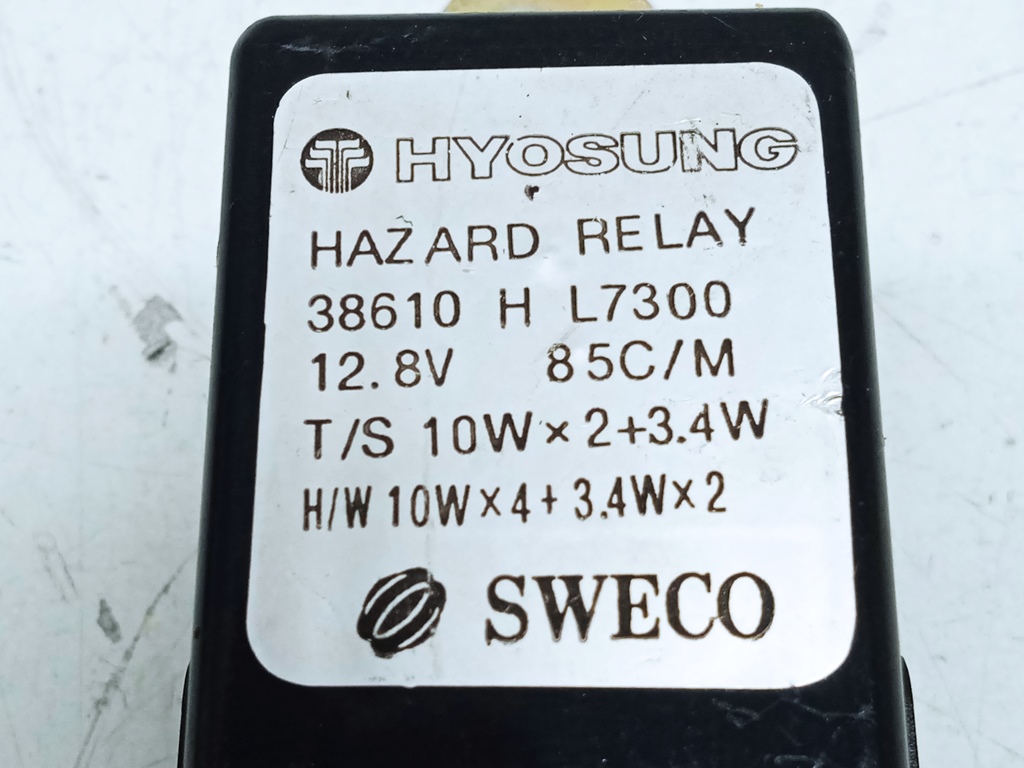 HYOSUNG
HAZARD RELAY
38610 H L7300
12.8V 85C/M
T/S 10W×2+3.4W
H/W 10W×4+3.4W×2
SWECO